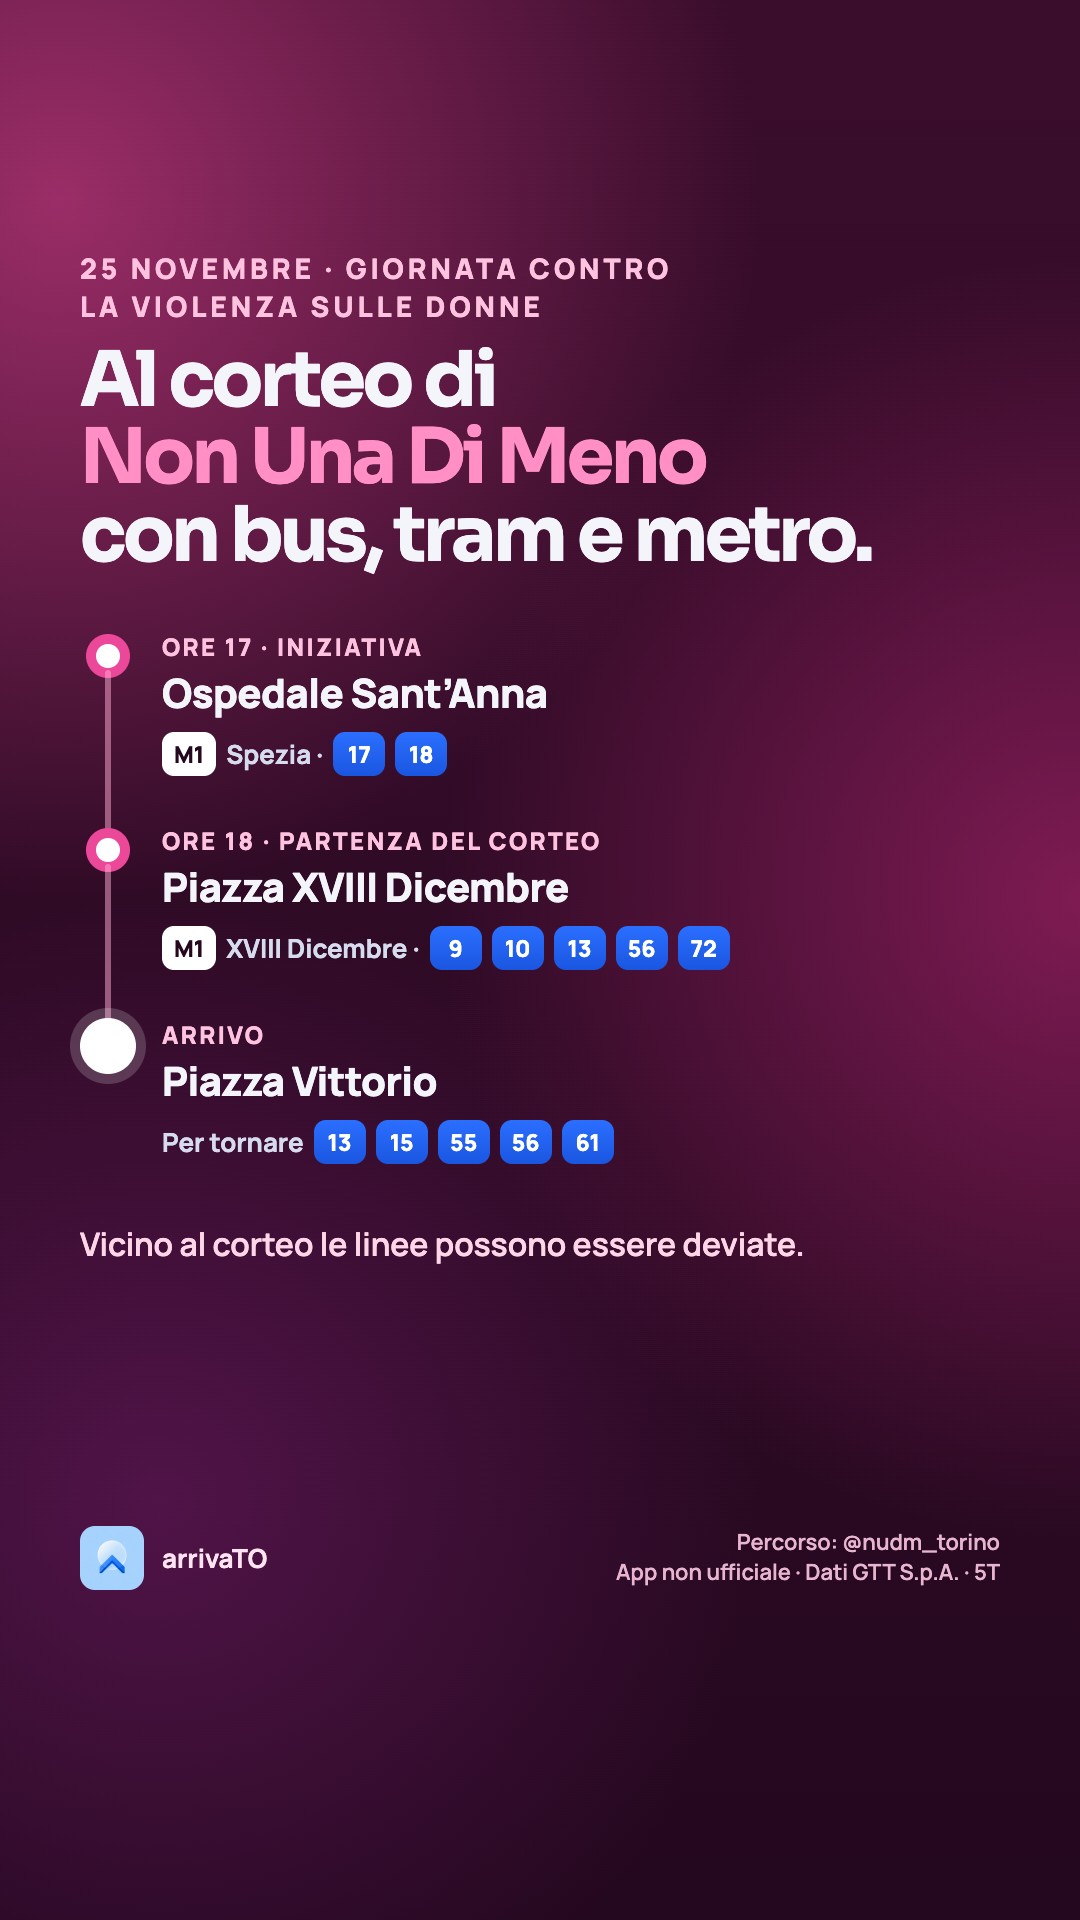 25 NOVEMBRE · GIORNATA CONTRO
LA VIOLENZA SULLE DONNE
Al corteo di
Non Una Di Meno
con bus, tram e metro.
ORE 17 · INIZIATIVA
Ospedale Sant’Anna
M1 Spezia · 17 18
ORE 18 · PARTENZA DEL CORTEO
Piazza XVIII Dicembre
M1 XVIII Dicembre · 9 10 13 56 72
ARRIVO
Piazza Vittorio
Per tornare 13 15 55 56 61
Vicino al corteo le linee possono essere deviate.
arrivaTO
Percorso: @nudm_torino
App non ufficiale · Dati GTT S.p.A. · 5T